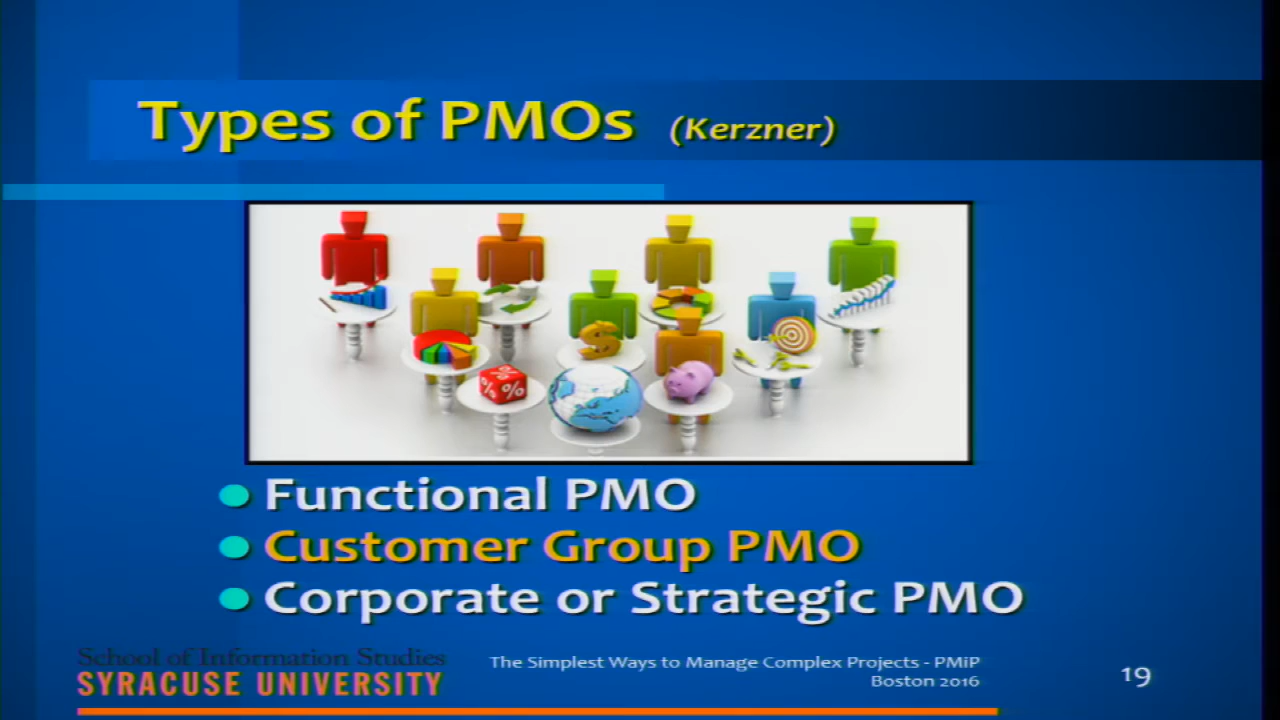 Types of PMOs (Kerzner)
% % %
$
Functional PMO
Customer Group PMO
Corporate or Strategic PMO
School of Information Studies
SYRACUSE UNIVERSITY
The Simplest Ways to Manage Complex Projects - PMiP
Boston 2016
19